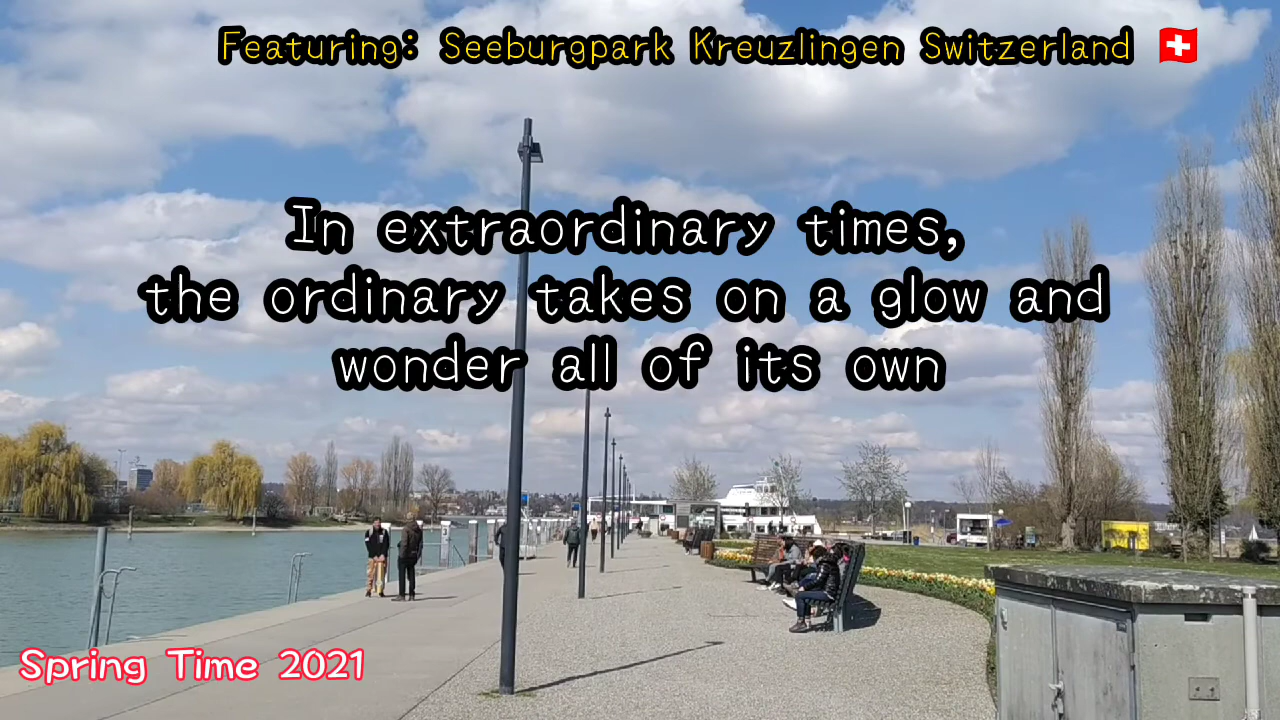 Featuring: Seeburgpark Kreuzlingen Switzerland 🇨🇭
In extraordinary times,
the ordinary takes on a glow and
wonder all of its own
Spring Time 2021